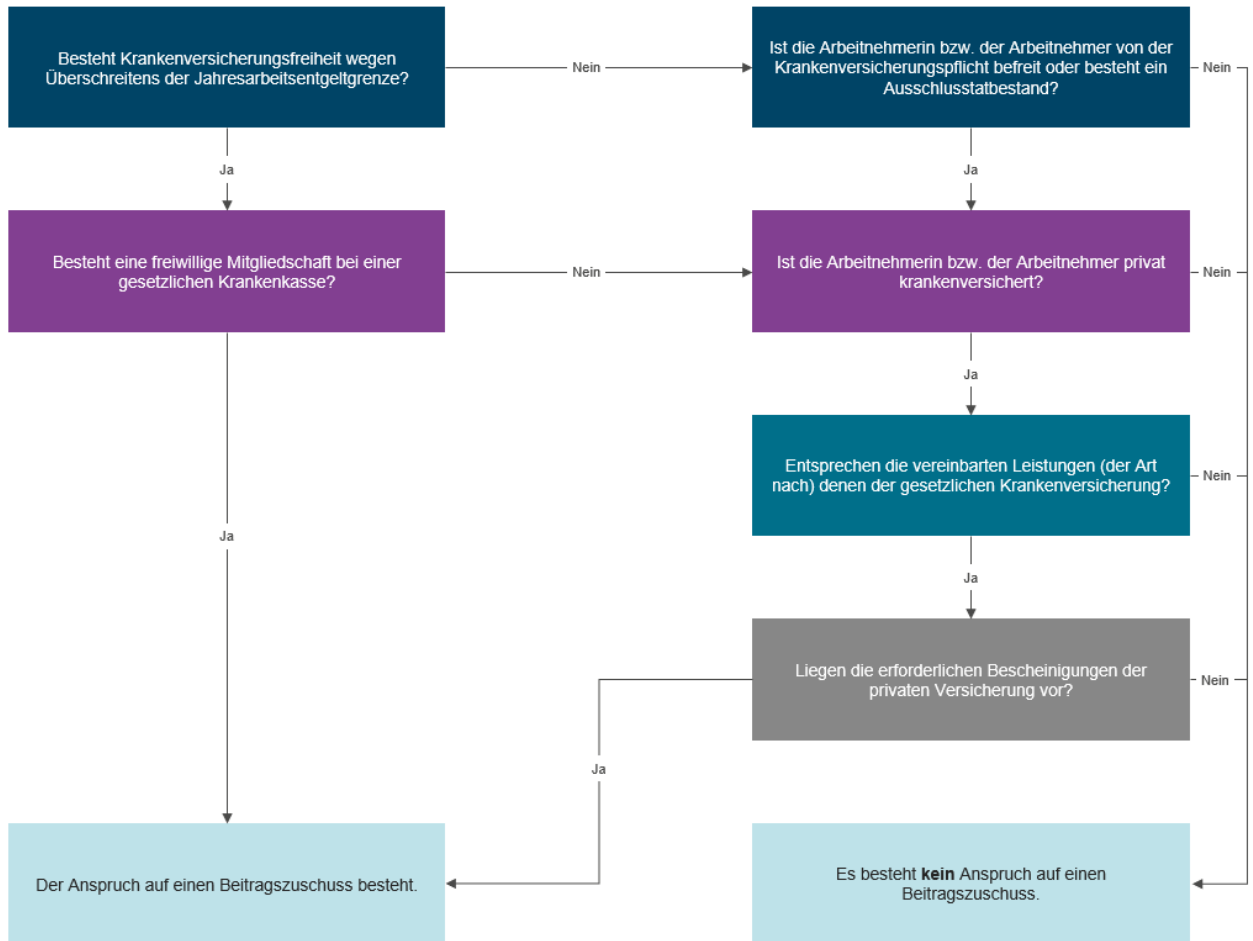 Besteht Krankenversicherungsfreiheit wegen
Überschreitens der Jahresarbeitsentgeltgrenze?
Nein
Ist die Arbeitnehmerin bzw. der Arbeitnehmer von der
Krankenversicherungspflicht befreit oder besteht ein
Ausschlusstatbestand?
Nein
Ja
Ja
Besteht eine freiwillige Mitgliedschaft bei einer
gesetzlichen Krankenkasse?
Nein
Ist die Arbeitnehmerin bzw. der Arbeitnehmer privat
krankenversichert?
Nein
Ja
Entsprechen die vereinbarten Leistungen (der Art
nach) denen der gesetzlichen Krankenversicherung?
Nein
Ja
Ja
Liegen die erforderlichen Bescheinigungen der
privaten Versicherung vor?
Nein
Ja
Der Anspruch auf einen Beitragszuschuss besteht.
Es besteht kein Anspruch auf einen
Beitragszuschuss.